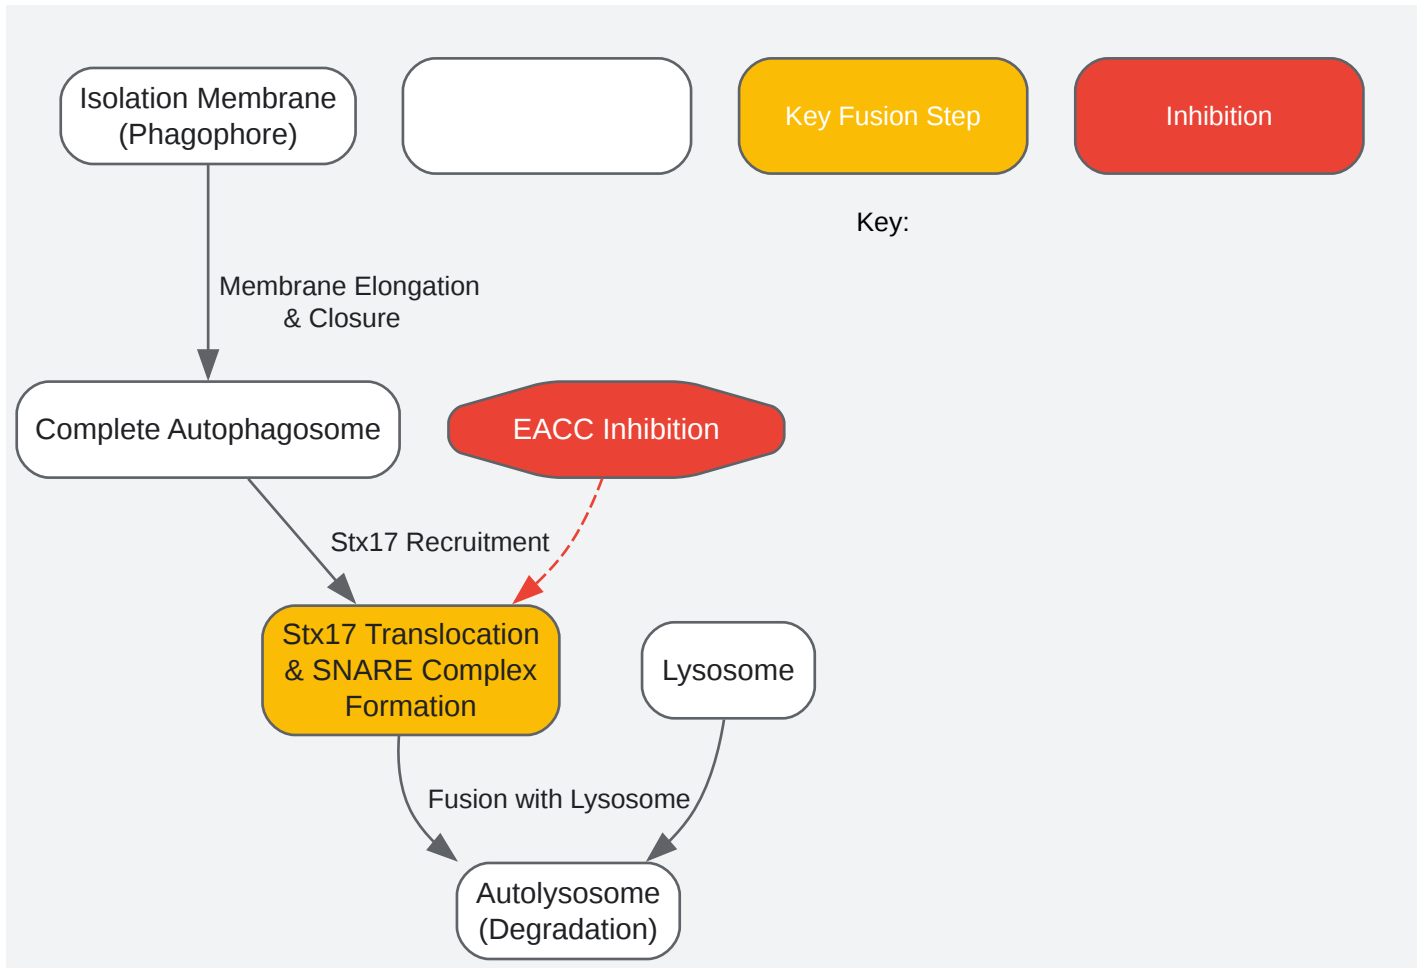 Isolation Membrane
(Phagophore)
Key Fusion Step
Inhibition
Key:
Membrane Elongation
& Closure
Complete Autophagosome
EACC Inhibition
Stx17 Recruitment
Stx17 Translocation
& SNARE Complex
Formation
Lysosome
Fusion with Lysosome
Autolysosome
(Degradation)